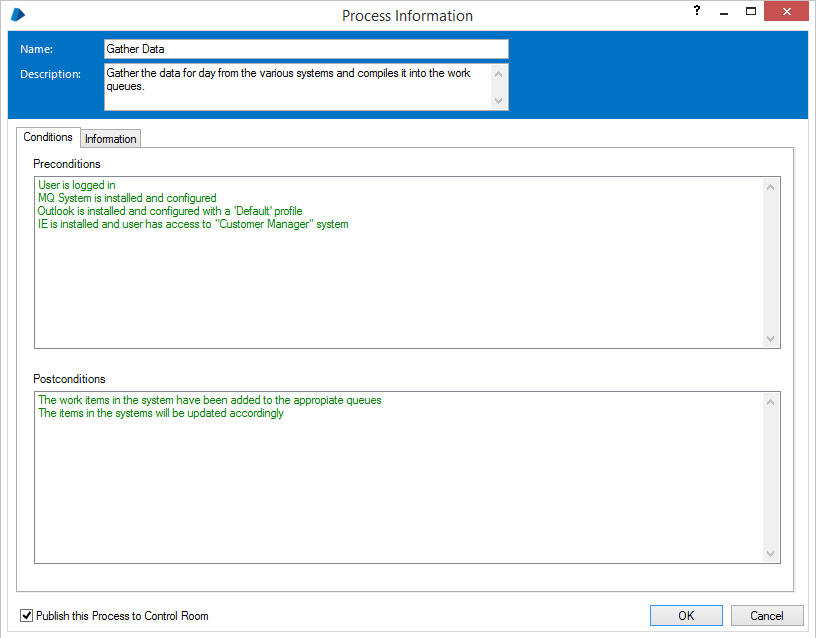 Process Information
?
Name:
Gather Data
Description:
Gather the data for day from the various systems and compiles it into the work
queues.
Conditions
Information
Preconditions
User is logged in
MQ System is installed and configured
Outlook is installed and configured with a 'Default' profile
IE is installed and user has access to "Customer Manager" system
Postconditions
The work items in the system have been added to the appropiate queues
The items in the systems will be updated accordingly
Publish this Process to Control Room
OK
Cancel